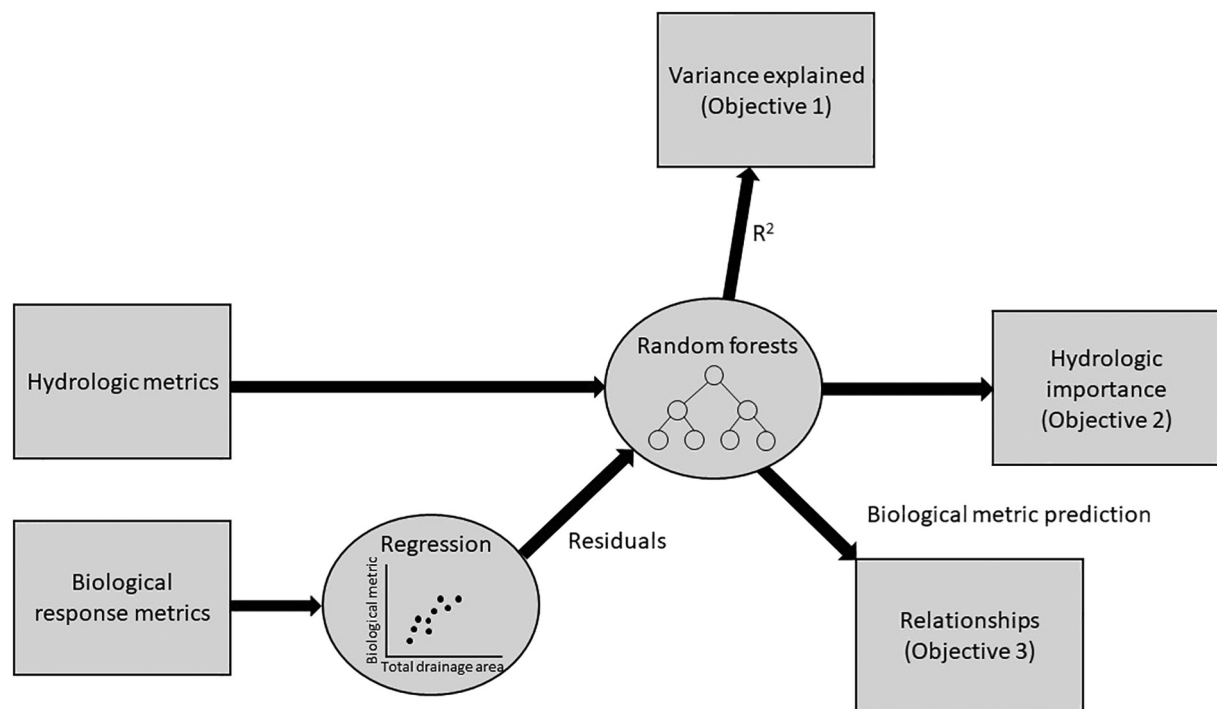 Variance explained
(Objective 1)
R²
Hydrologic metrics
Random forests
Hydrologic
importance
(Objective 2)
Biological
response metrics
Regression
Biological metric
Total drainage area
Residuals
Biological metric prediction
Relationships
(Objective 3)